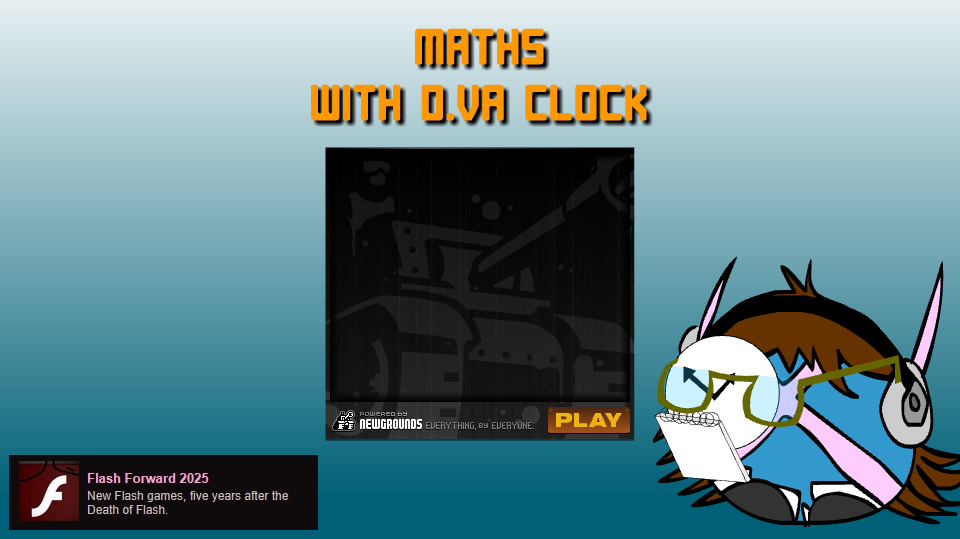 MATHS
WITH D.VA CLOCK
POWERED BY
NEWGROUNDS EVERYTHING, BY EVERYONE.
PLAY
Flash Forward 2025
New Flash games, five years after the
Death of Flash.